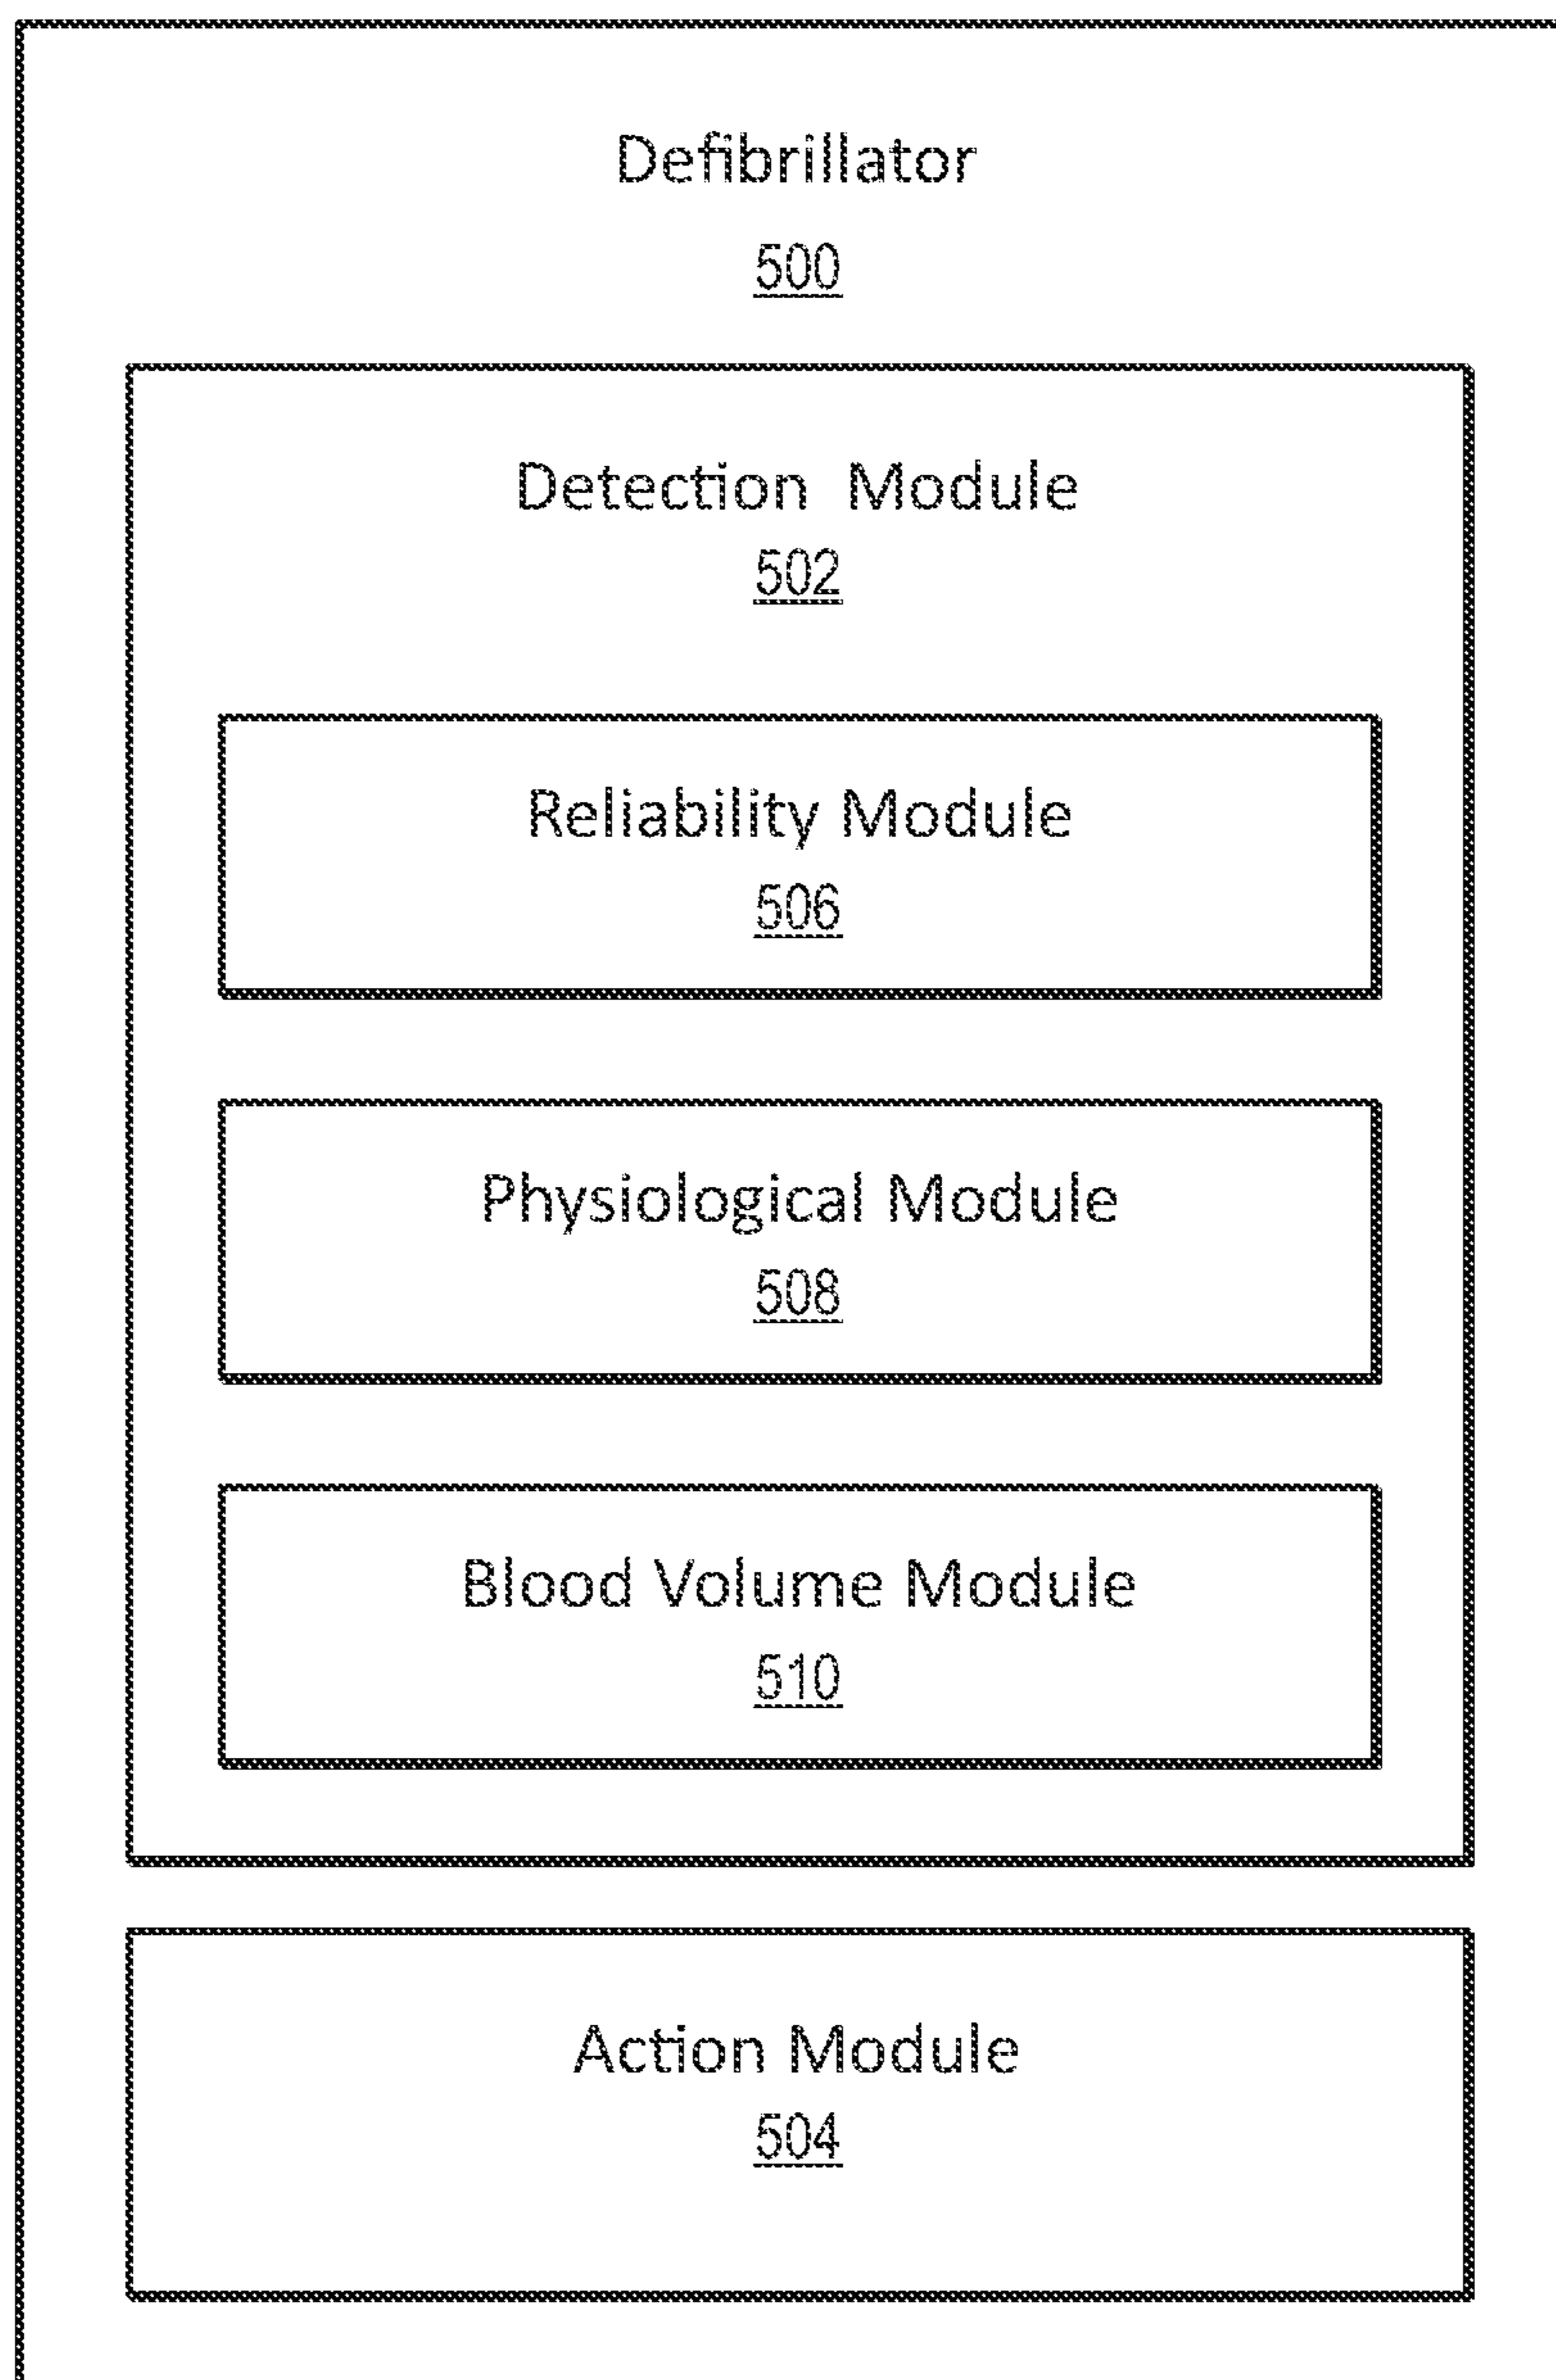 Defibrillator
500
Detection Module
502
Reliability Module
506
Physiological Module
508
Blood Volume Module
510
Action Module
504